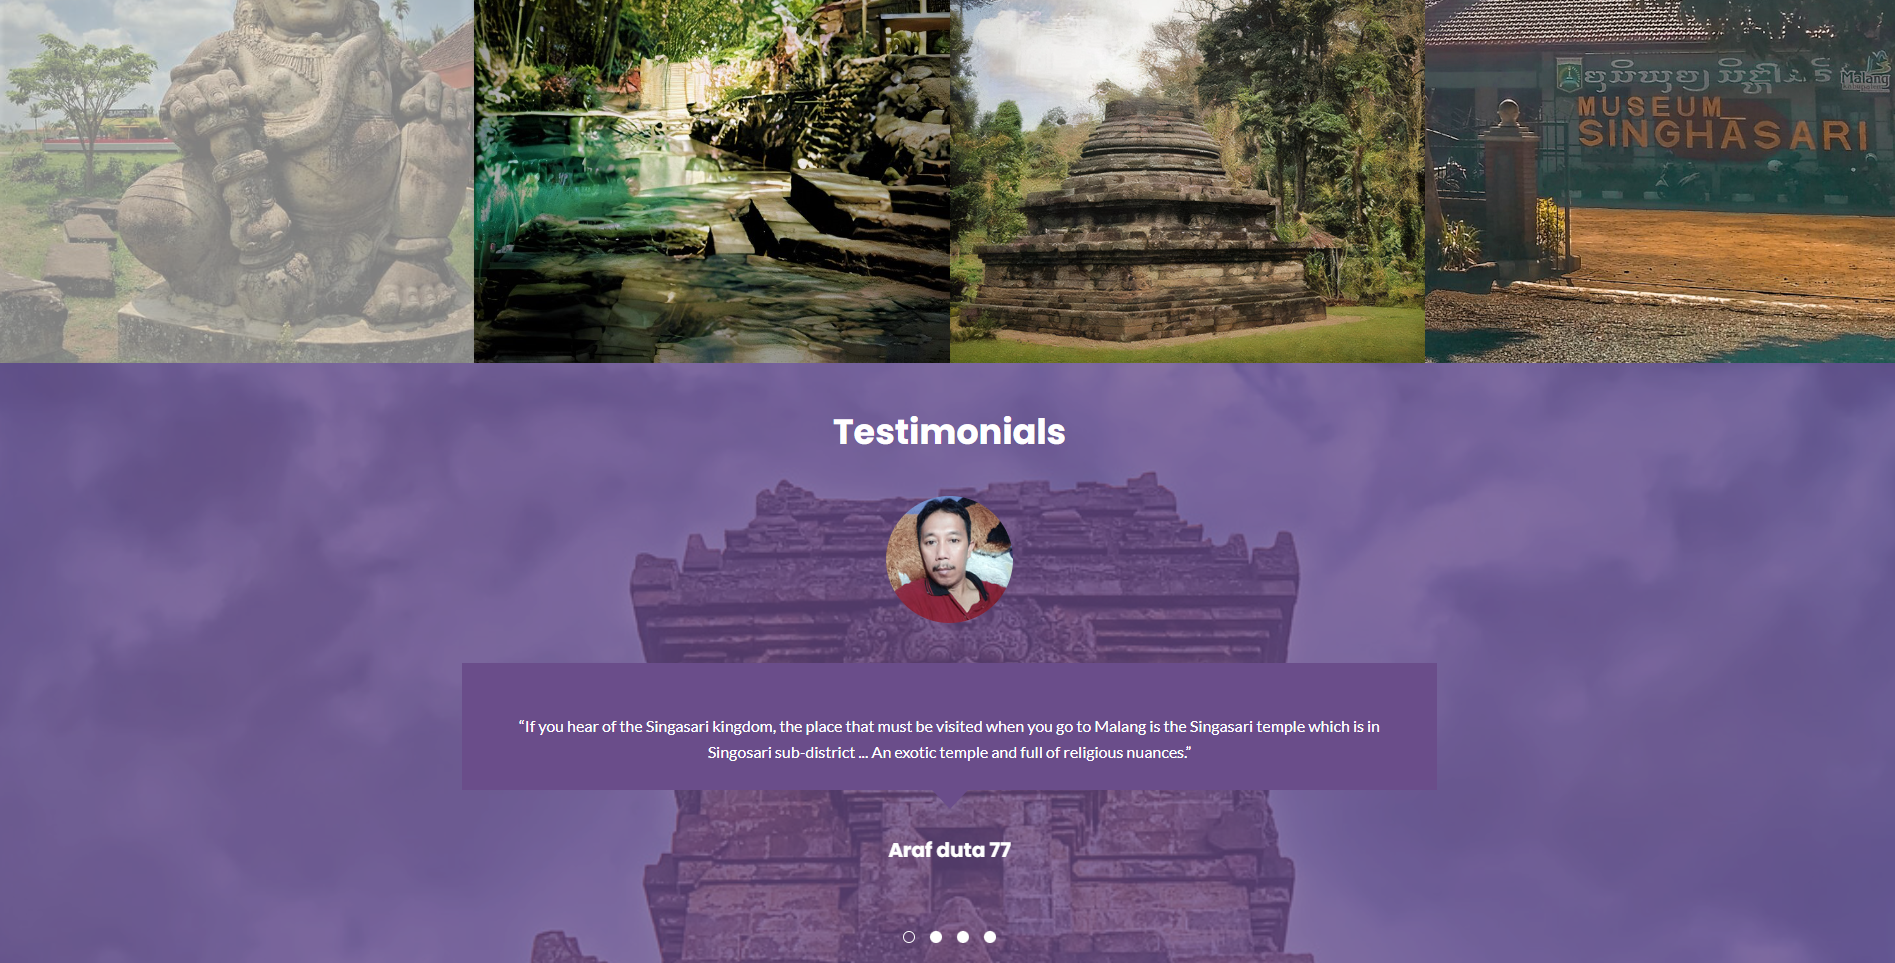 Malang
MUSEUM
SINGHASARI
Testimonials
“If you hear of the Singasari kingdom, the place that must be visited when you go to Malang is the Singasari temple which is in
Singosari sub-district ... An exotic temple and full of religious nuances.”
Araf duta 77